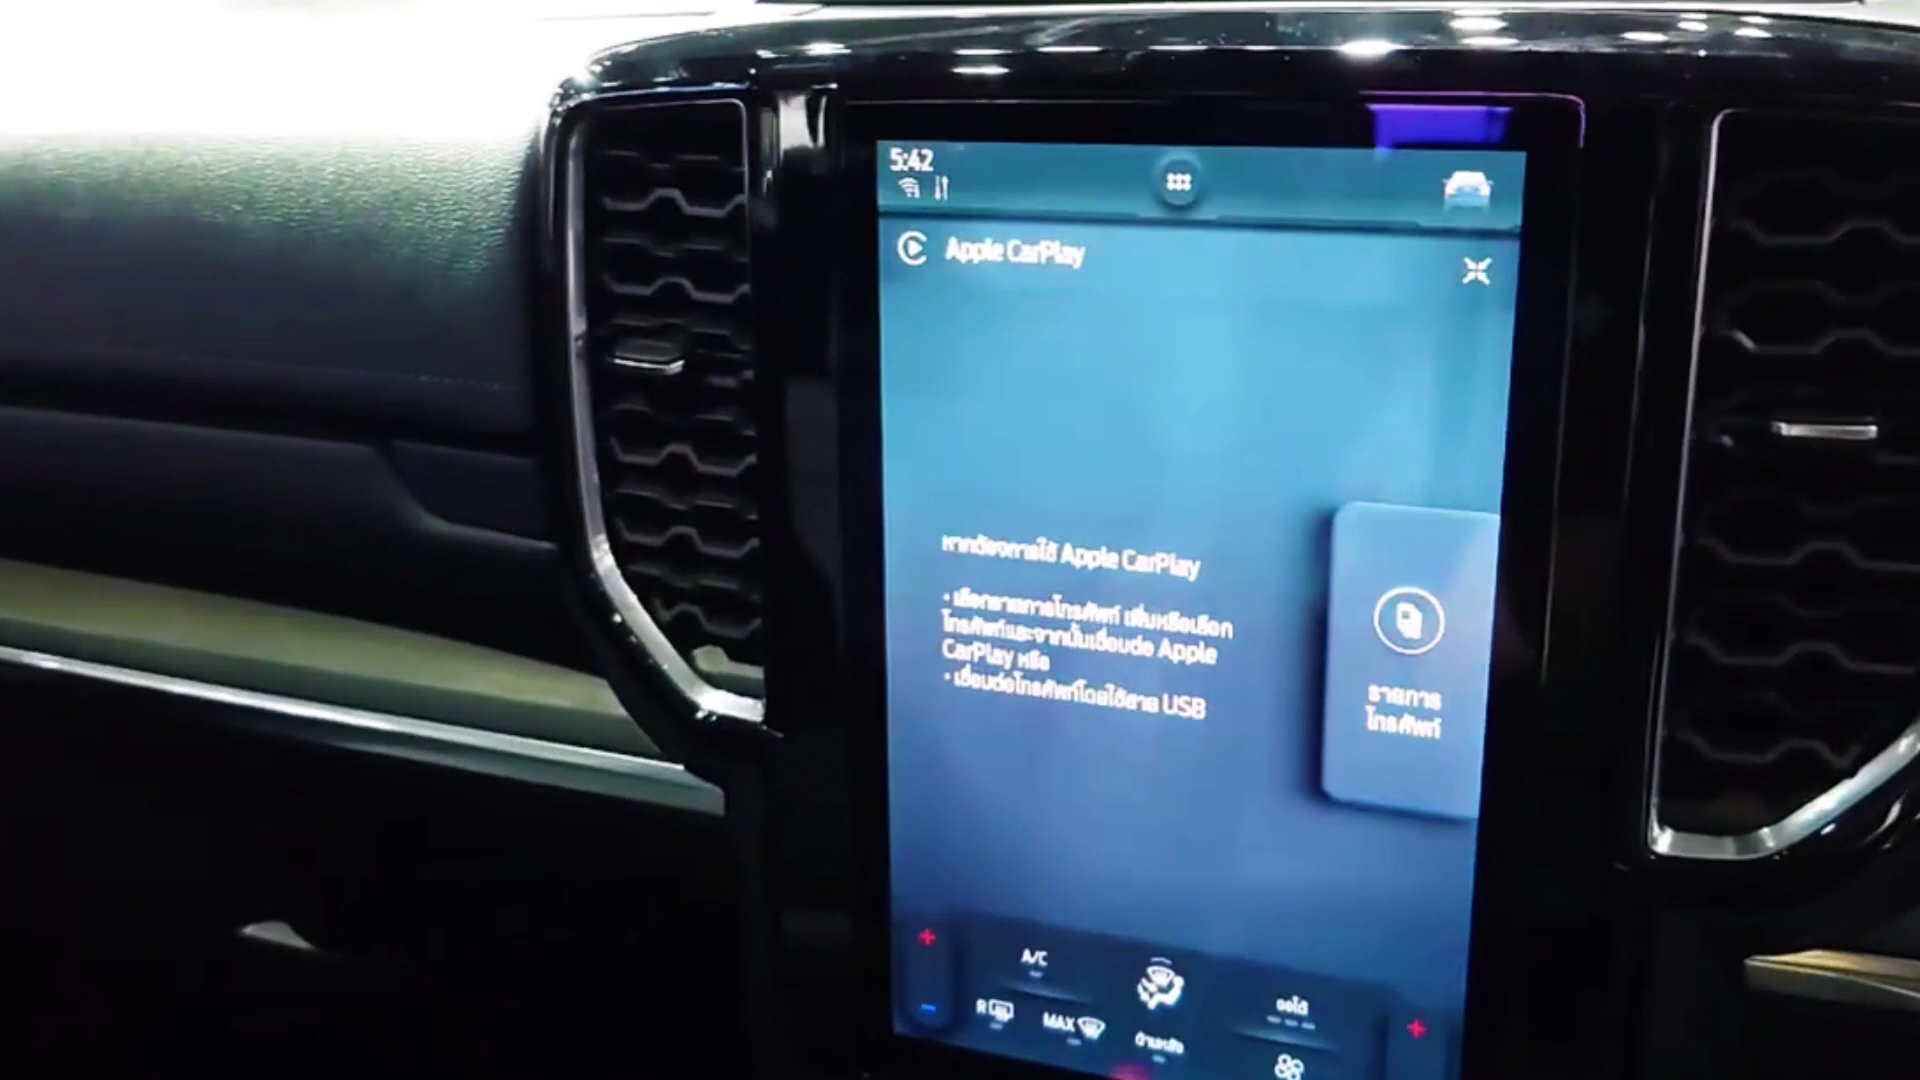 5:42
Apple CarPlay
หากต้องการใช้ Apple CarPlay
• เลือกรายการโทรศัพท์ เพิ่มหรือเลือก
โทรศัพท์และจากนั้นเชื่อมต่อ Apple
CarPlay หรือ
• เชื่อมต่อโทรศัพท์โดยใช้สาย USB
รายการ
โทรศัพท์
A/C
R
MAX
ออโต้
ด้านหลัง